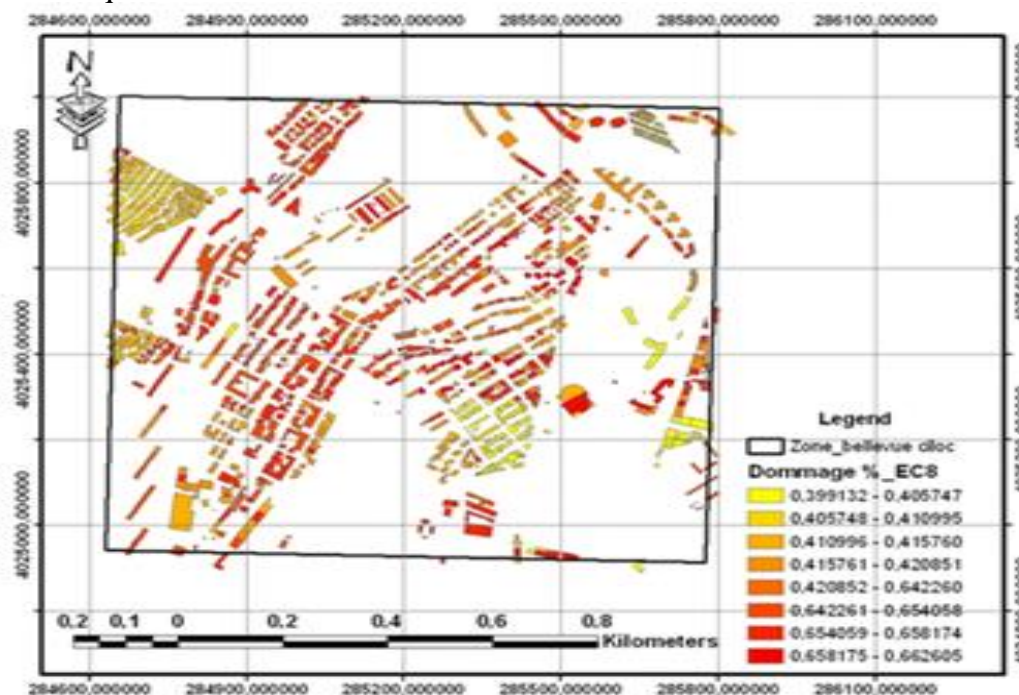 284600,000000 284900,000000 285200,000000 285500,000000 285800,000000 286100,000000
N
4025800,000000
4025400,000000
4025000,000000
Legend
Zone_bellevue
Dommage %_EC8
0,399132 - 0,405747
0,405748 - 0,410995
0,410996 - 0,415760
0,415761 - 0,420851
0,420852 - 0,642260
0,642261 - 0,654058
0,654059 - 0,658174
0,658175 - 0,662605
0,2 0,1 0 0,2 0,4 0,6 0,8
Kilometers
284600,000000 284900,000000 285200,000000 285500,000000 285800,000000 286100,000000